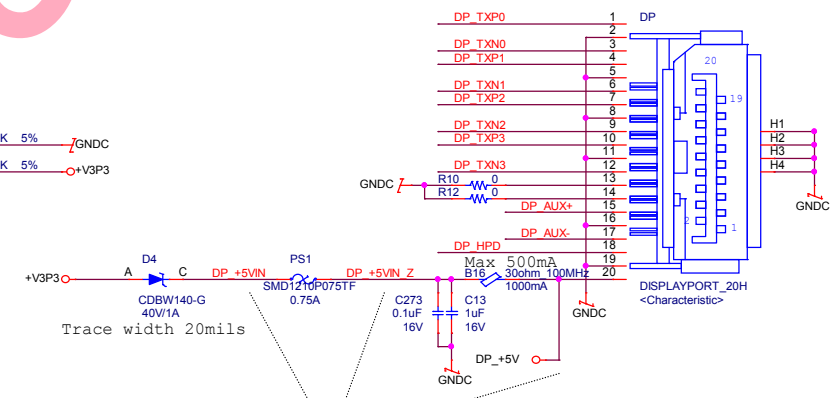 DP_TXP0 1 DP
2
DP_TXN0 3
DP_TXP1 4
5
DP_TXN1 6
DP_TXP2 7
8
DP_TXN2 9
DP_TXP3 10
11
DP_TXN3 12
13
14
DP_AUX+ 15
16
DP_AUX- 17
DP_HPD 18
19
20
20
19
2
1
H1
H2
H3
H4
GNDC
K 5% GNDC
K 5% +V3P3
GNDC R10 0
R12 0
+V3P3 A D4 C DP_+5VIN PS1 DP_+5VIN_Z
CDBW140-G
40V/1A
SMD1210P075TF
0.75A
Trace width 20mils
Max 500mA
B16 30ohm_100MHz
1000mA
C273
0.1uF
16V
C13
1uF
16V
GNDC
GNDC
DP_+5V
DISPLAYPORT_20H
<Characteristic>